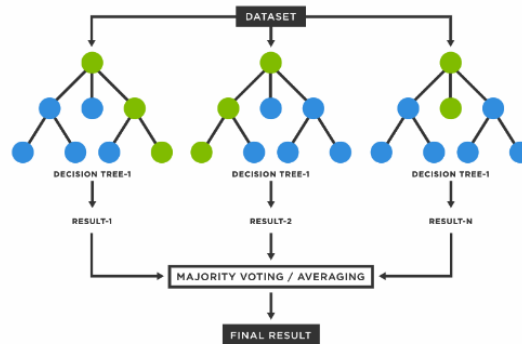 DATASET
DECISION TREE-1
DECISION TREE-1
DECISION TREE-1
RESULT-1
RESULT-2
RESULT-N
MAJORITY VOTING / AVERAGING
FINAL RESULT